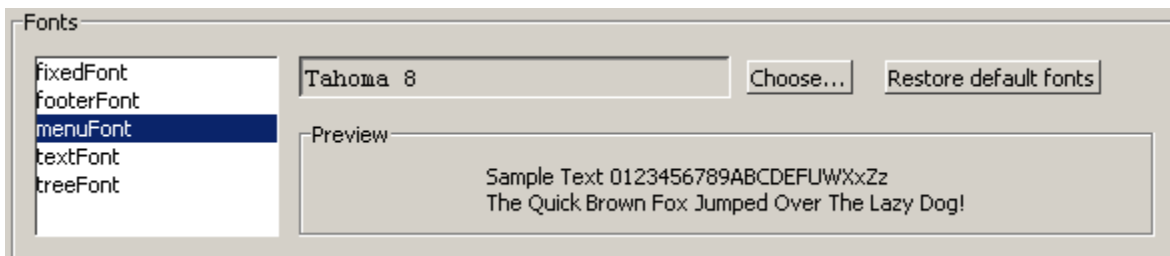 Fonts
fixedFont
footerFont
menuFont
textFont
treeFont
Tahoma 8
Choose...
Restore default fonts
Preview
Sample Text 0123456789ABCDEFUWXxZz
The Quick Brown Fox Jumped Over The Lazy Dog!